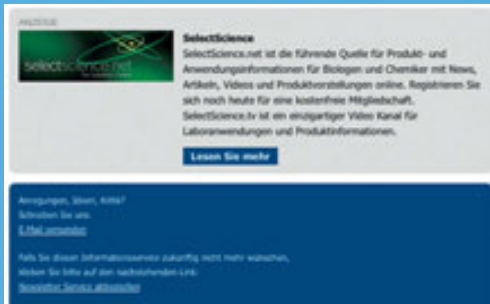 ANZEIGE
selectscience.net
SelectScience
SelectScience.net ist die führende Quelle für Produkt- und
Anwendungsinformationen für Biologen und Chemiker mit News,
Artikeln, Videos und Produktvorstellungen online. Registrieren Sie
sich noch heute für eine kostenfreie Mitgliedschaft.
SelectScience.tv ist ein einzigartiger Video Kanal für
Laboranwendungen und Produktinformationen.
Lesen Sie mehr
Anregungen, Ideen, Kritik?
Schreiben Sie uns.
E-Mail versenden
Falls Sie diesen Informationsservice zukünftig nicht mehr wünschen,
klicken Sie bitte auf den nachstehenden Link:
Newsletter Service abbestellen